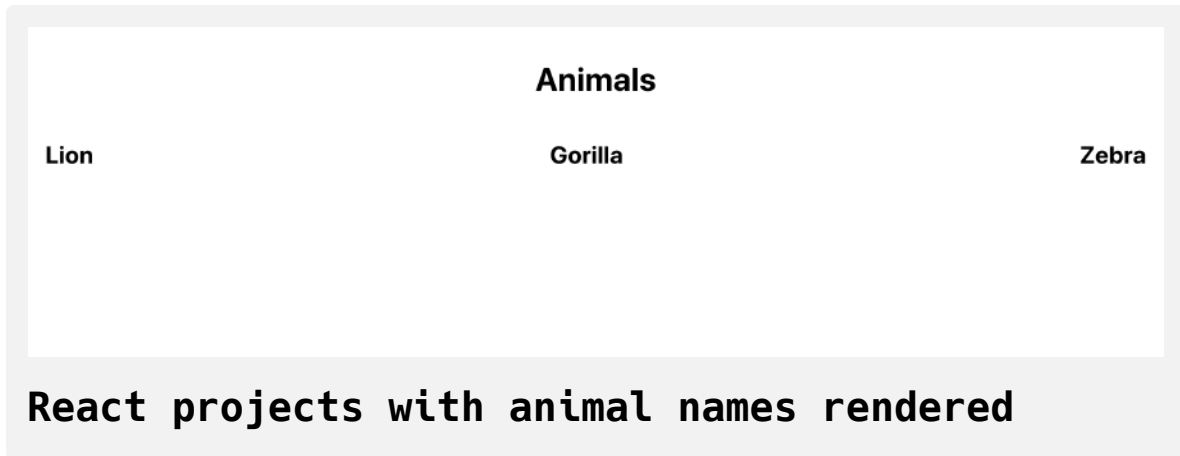 Animals
Lion Gorilla Zebra
React projects with animal names rendered